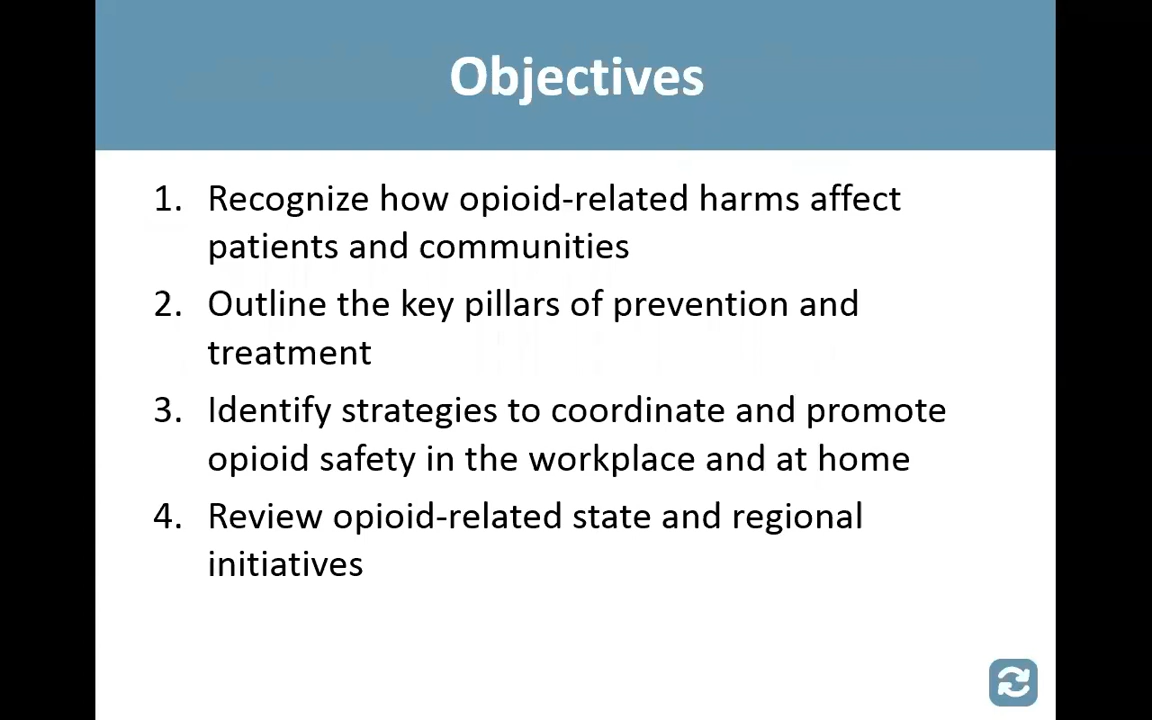 Objectives
1. Recognize how opioid-related harms affect
patients and communities
2. Outline the key pillars of prevention and
treatment
3. Identify strategies to coordinate and promote
opioid safety in the workplace and at home
4. Review opioid-related state and regional
initiatives